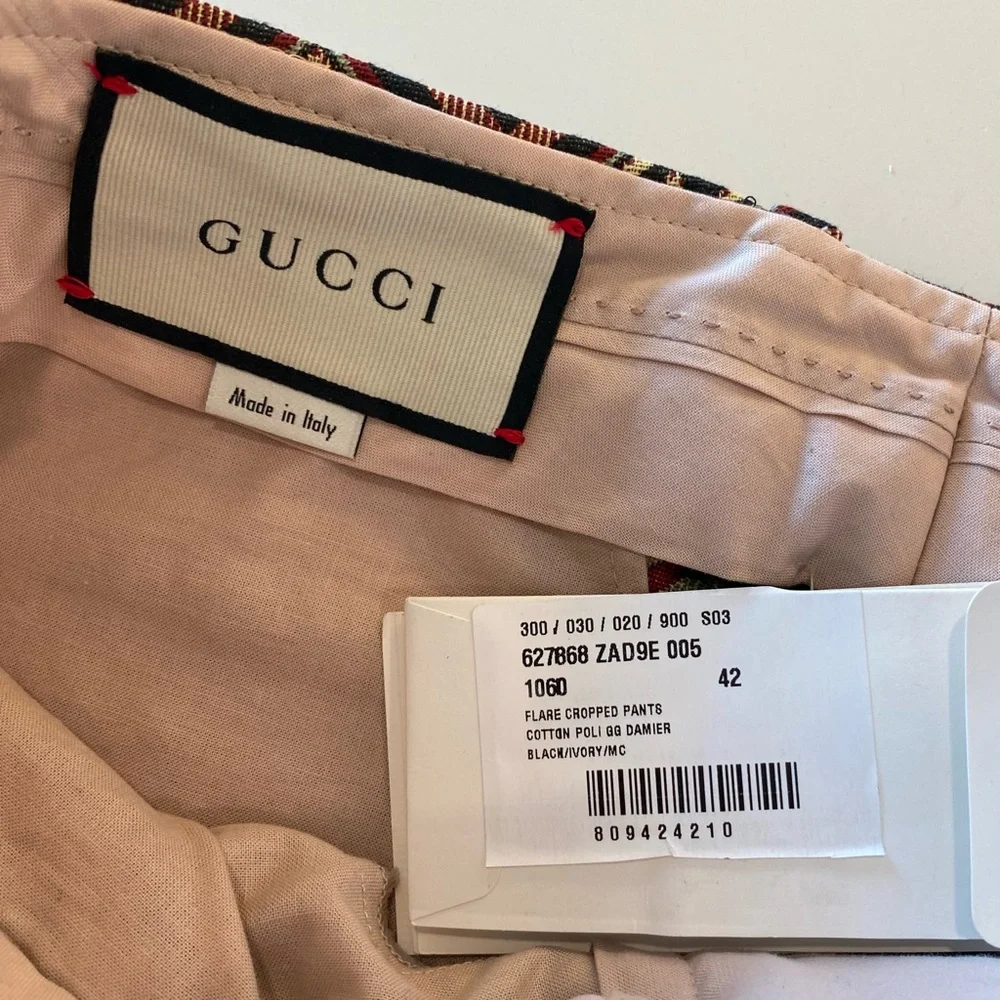 GUCCI
Made in Italy
300 / 030 / 020 / 900 S03
627868 ZAD9E 005
1060 42
FLARE CROPPED PANTS
COTTON POLI GG DAMIER
BLACK/IVORY/MC
809424210